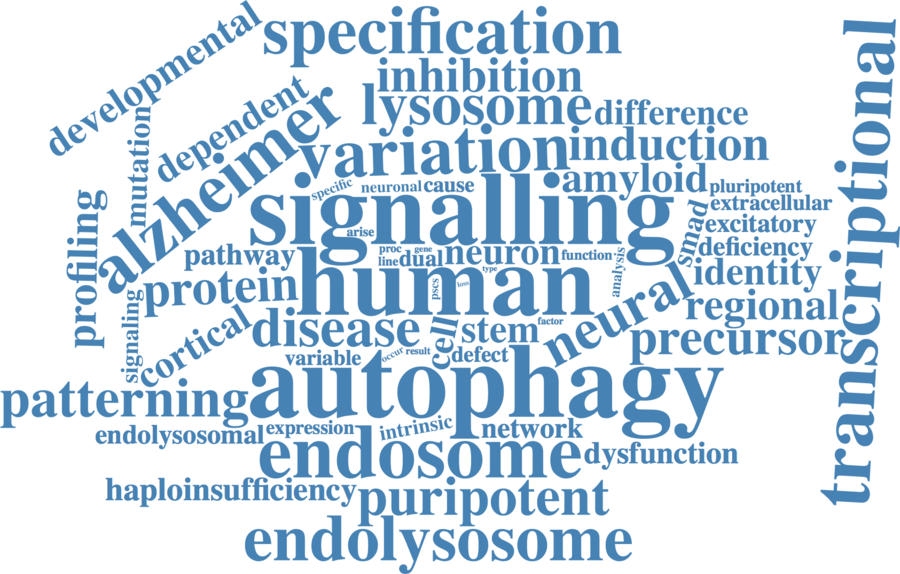 developmental
specification
transcriptional
inhibition
lysosome
difference
dependent
mutation
alzheimer
variation
induction
amyloid
pluripotent
specific
neuronal
cause
extracellular
signalling
smad
excitatory
arise
profiling
pathway
proc
gene
line
dual
neuron
function
analysis
deficiency
identity
type
protein
human
pscs
loss
neural
regional
signaling
cortical
disease
cell
stem
factor
precursor
variable
occur
result
defect
patterning
autophagy
endolysosomal
expression
intrinsic
network
endosome
dysfunction
haploinsufficiency
puripotent
endolysosome